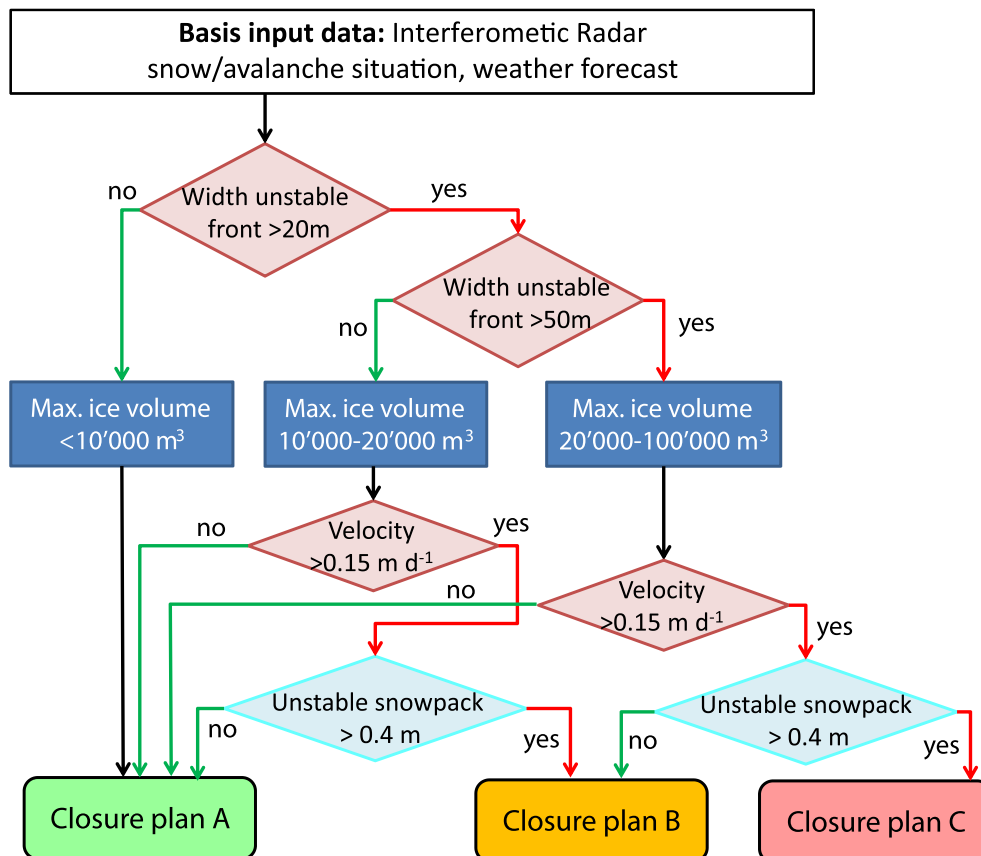 Basis input data: Interferometic Radar
snow/avalanche situation, weather forecast
no
yes
Width unstable
front >20m
Width unstable
front >50m
no
yes
Max. ice volume
<10’000 m³
Max. ice volume
10’000-20’000 m³
Max. ice volume
20’000-100’000 m³
no
yes
Velocity
>0.15 m d⁻¹
no
Velocity
>0.15 m d⁻¹
yes
Unstable snowpack
> 0.4 m
no
yes
Unstable snowpack
> 0.4 m
no
yes
Closure plan A
Closure plan B
Closure plan C